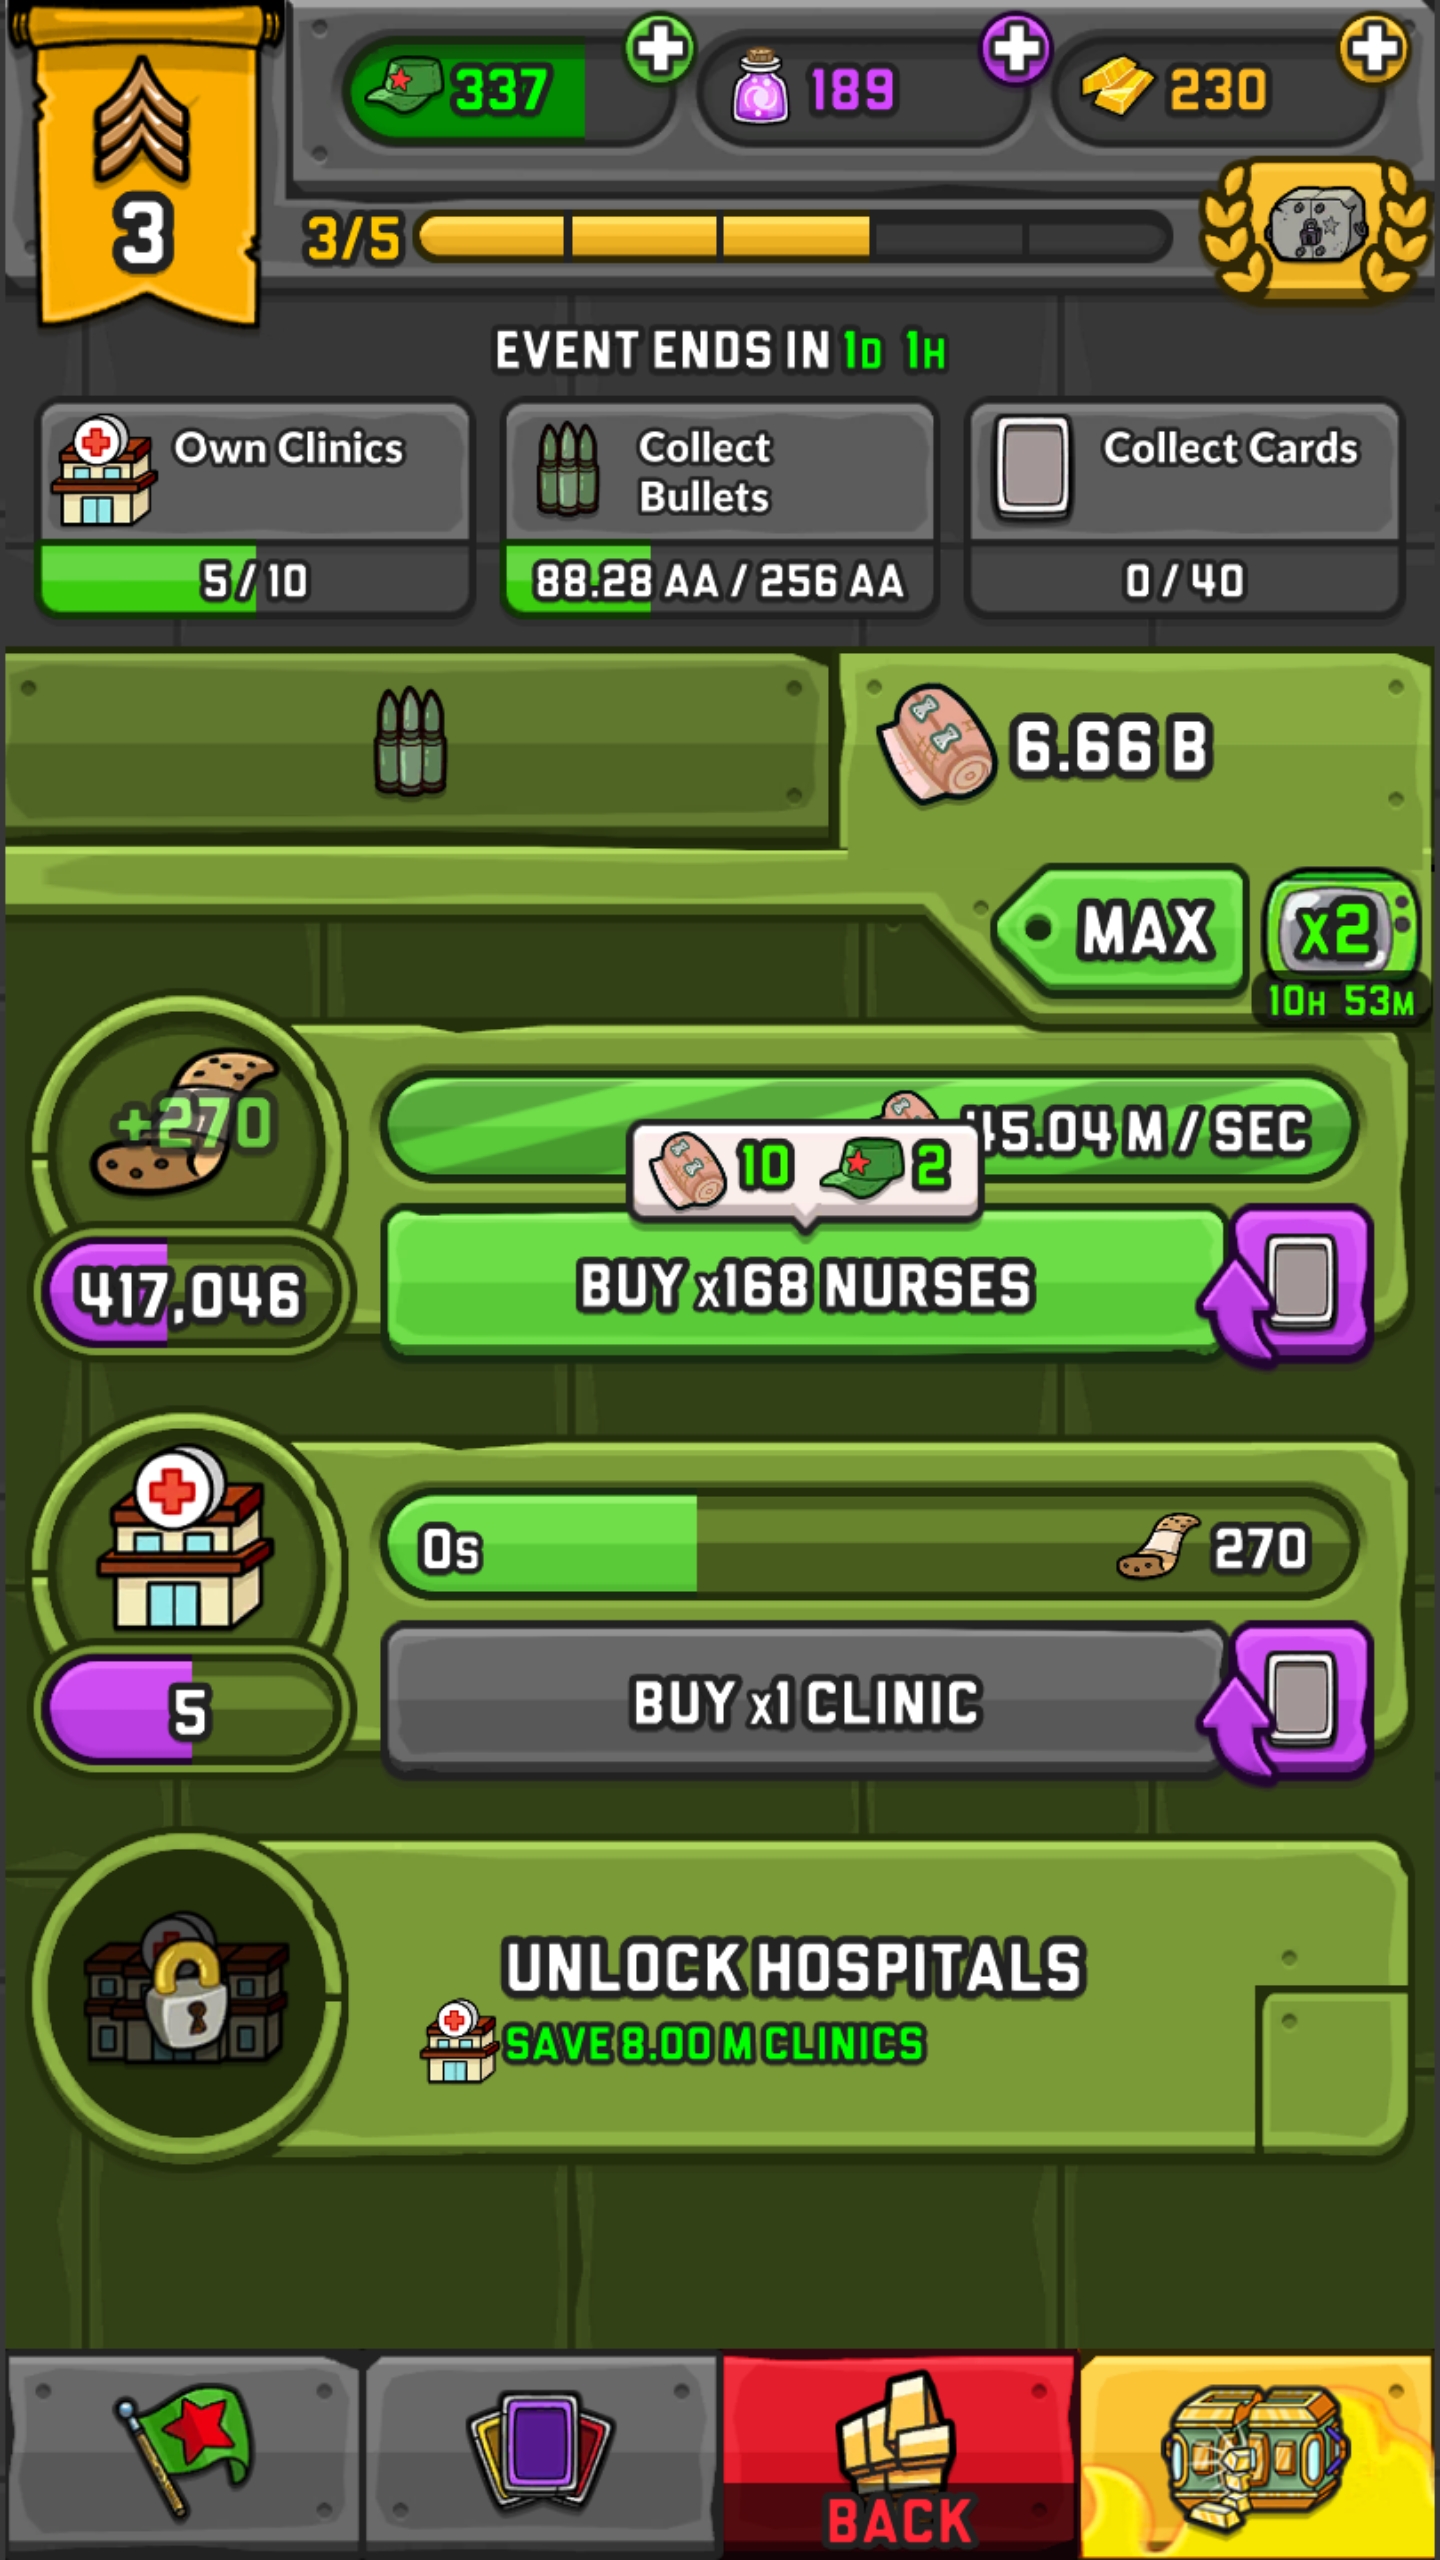 337
189
230
3
3/5
EVENT ENDS IN 1D 1H
Own Clinics
5 / 10
Collect
Bullets
88.28 AA / 256 AA
Collect Cards
0 / 40
6.66 B
MAX
x2
10H 53M
+270
45.04 M / SEC
10
2
417,046
BUY x168 NURSES
0s
270
5
BUY x1 CLINIC
UNLOCK HOSPITALS
SAVE 8.00 M CLINICS
BACK